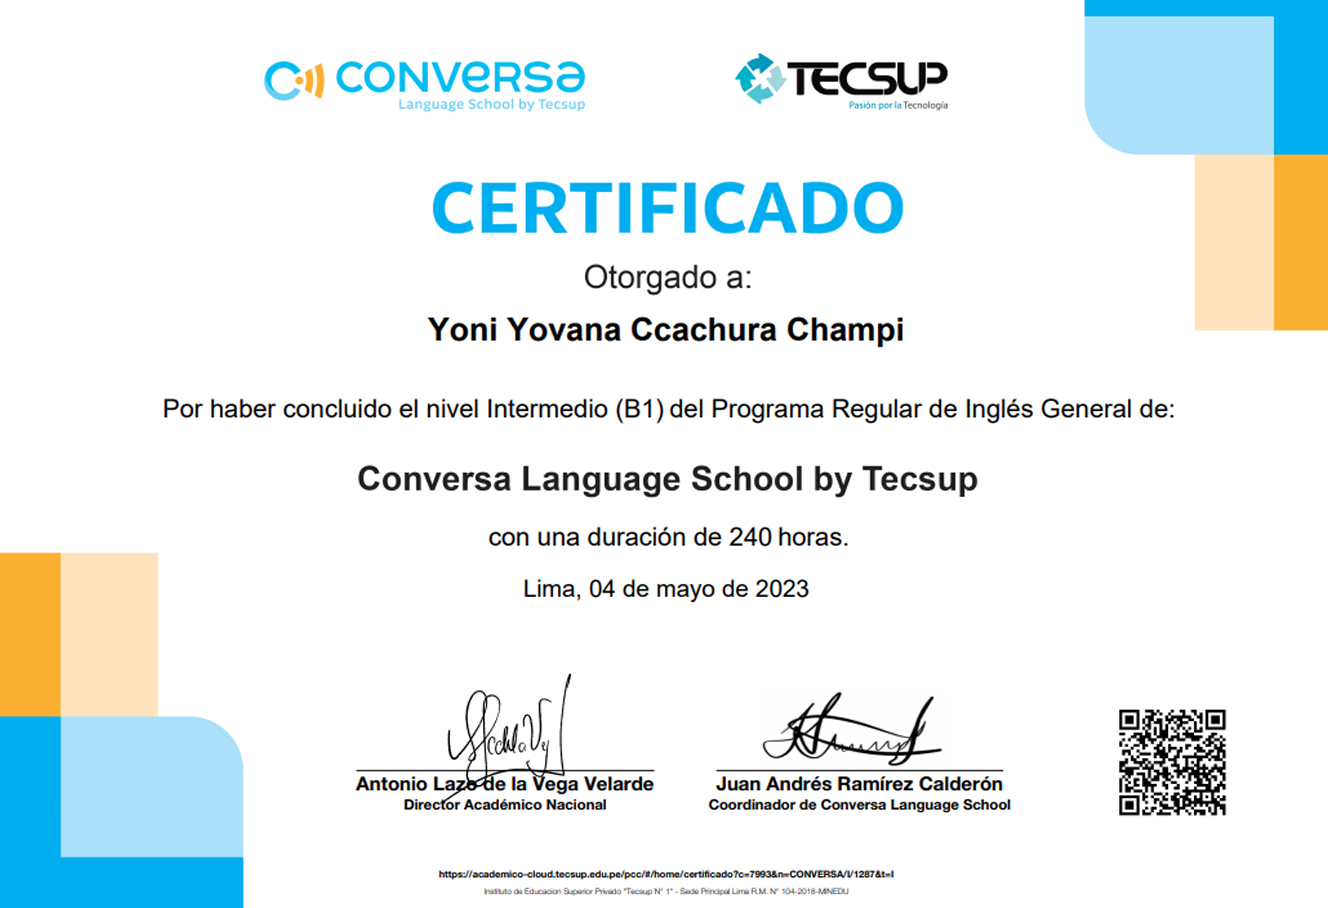 CONVERSA
Language School by Tecsup
TECSUP
Pasión por la Tecnología
CERTIFICADO
Otorgado a:
Yoni Yovana Ccachura Champi
Por haber concluido el nivel Intermedio (B1) del Programa Regular de Inglés General de:
Conversa Language School by Tecsup
con una duración de 240 horas.
Lima, 04 de mayo de 2023
Antonio Lazo de la Vega Velarde
Director Académico Nacional
Juan Andrés Ramírez Calderón
Coordinador de Conversa Language School
https://academico-cloud.tecsup.edu.pe/pcc/#/home/certificado?c=7993&n=CONVERSA/I/1287&t=I
Instituto de Educacion Superior Privado "Tecsup N° 1" - Sede Principal Lima R.M. N° 104-2018-MINEDU